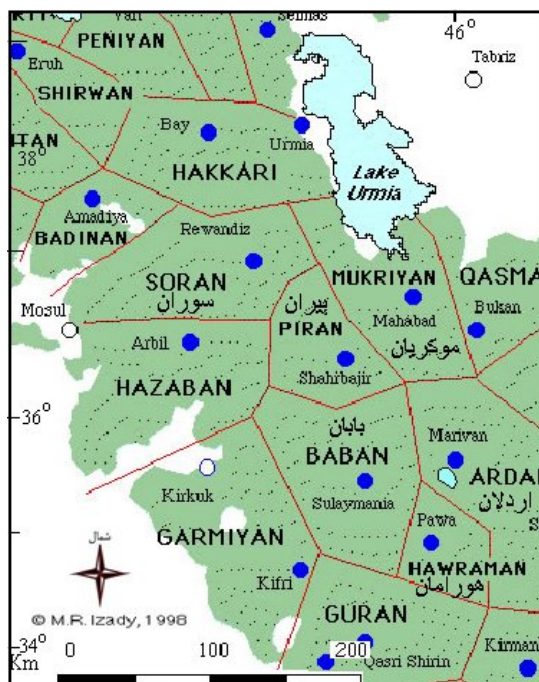 46°
Selmas
PENIYAN
Tabriz
Eruh
SHIRWAN
Bay
Urmia
38°
HAKKARI
Lake
Urmia
Amadiya
BADINAN
Rewandiz
SORAN
سوران
MUKRIYAN
QASMA
Mosul
پیران
PIRAN
Mahabad
Bukan
موکریان
Arbil
Shahrbajir
HAZABAN
36°
بابان
BABAN
Marivan
ARDA
اردلان
Kirkuk
Sulaymania
GARMIYAN
Pawa
شمال
HAWRAMAN
هورامان
Kifri
© M.R. Izady, 1998
GURAN
34°
Km
0 100 200
Qasri Shirin
Kirman